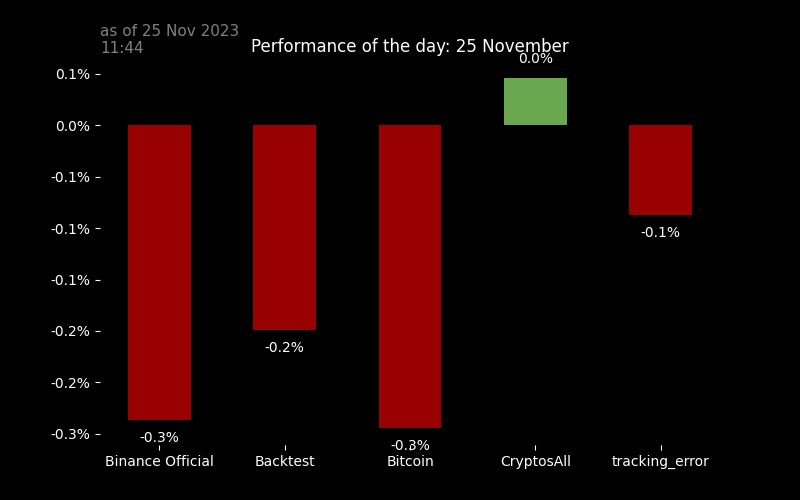 as of 25 Nov 2023
11:44
Performance of the day: 25 November
0.1%
0.0%
-0.1%
-0.1%
-0.1%
-0.2%
-0.2%
-0.3%
-0.3%
-0.2%
-0.3%
0.0%
-0.1%
Binance Official
Backtest
Bitcoin
CryptosAll
tracking_error